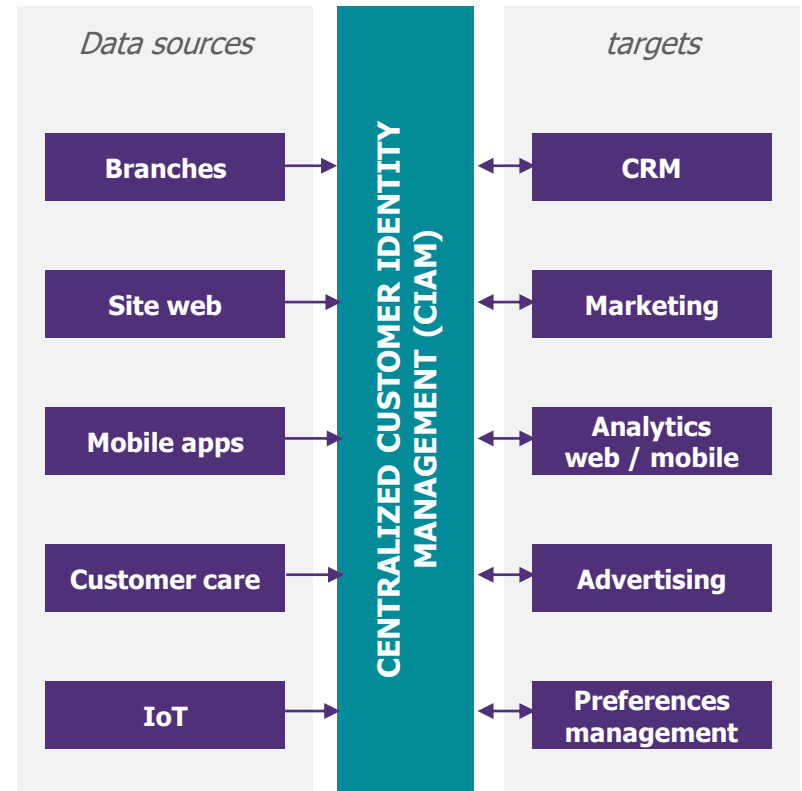 Data sources
Branches
Site web
Mobile apps
Customer care
IoT
CENTRALIZED CUSTOMER IDENTITY
MANAGEMENT (CIAM)
targets
CRM
Marketing
Analytics
web / mobile
Advertising
Preferences
management